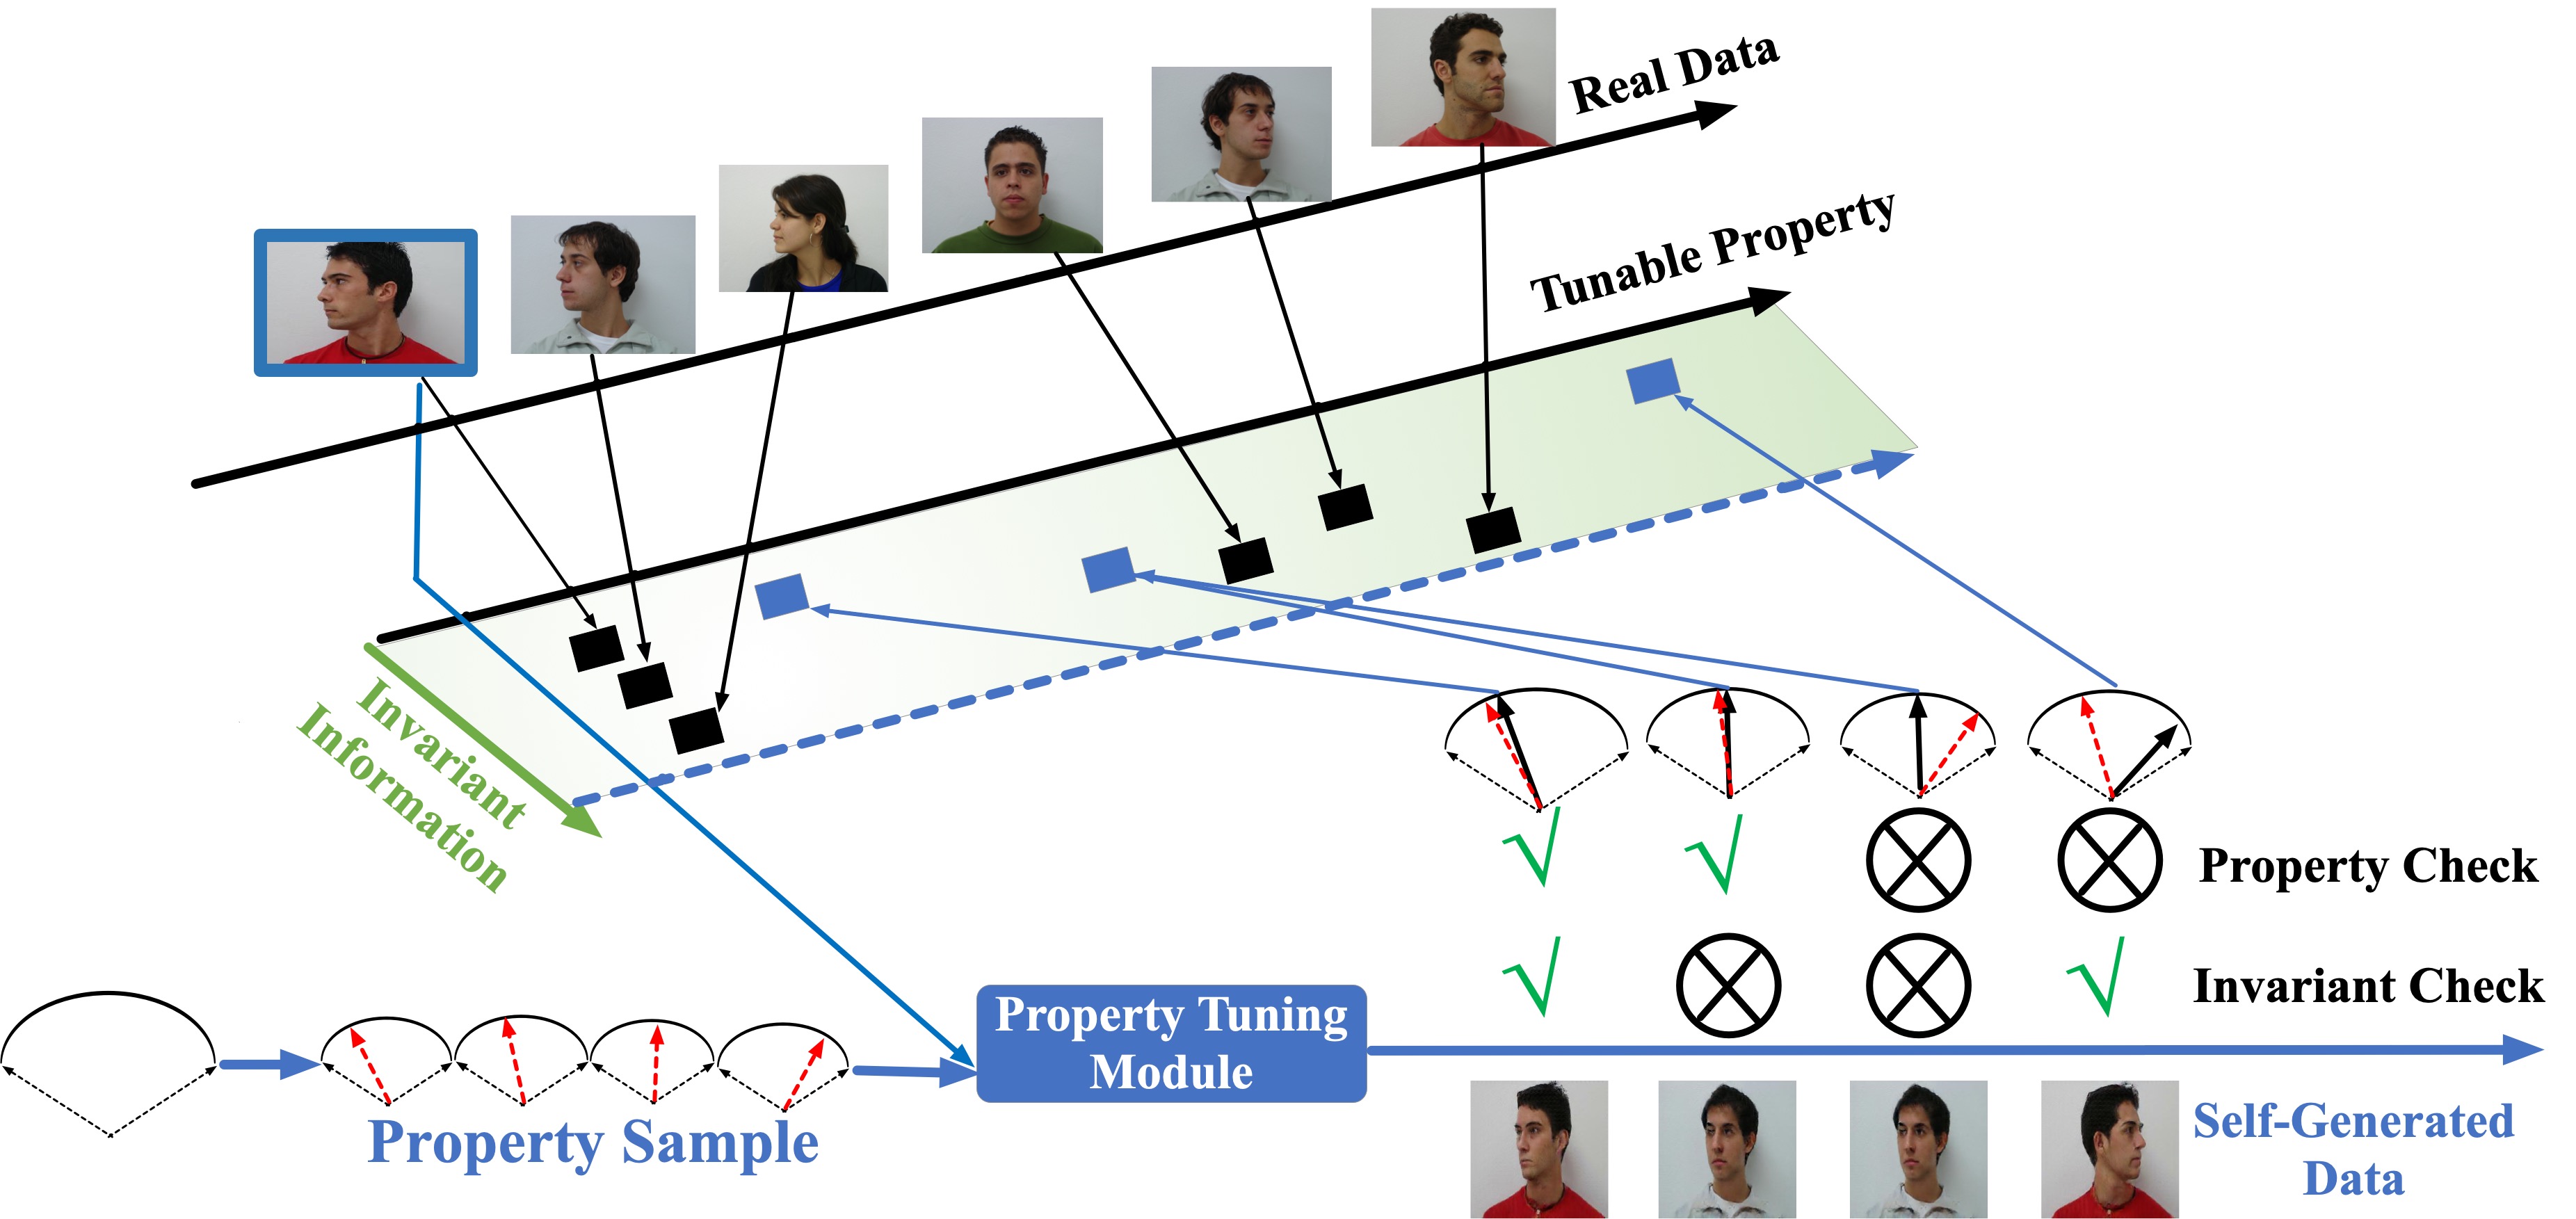 Real Data
Tunable Property
Invariant
Information
Property Check
Invariant Check
Property Tuning
Module
Property Sample
Self-Generated
Data